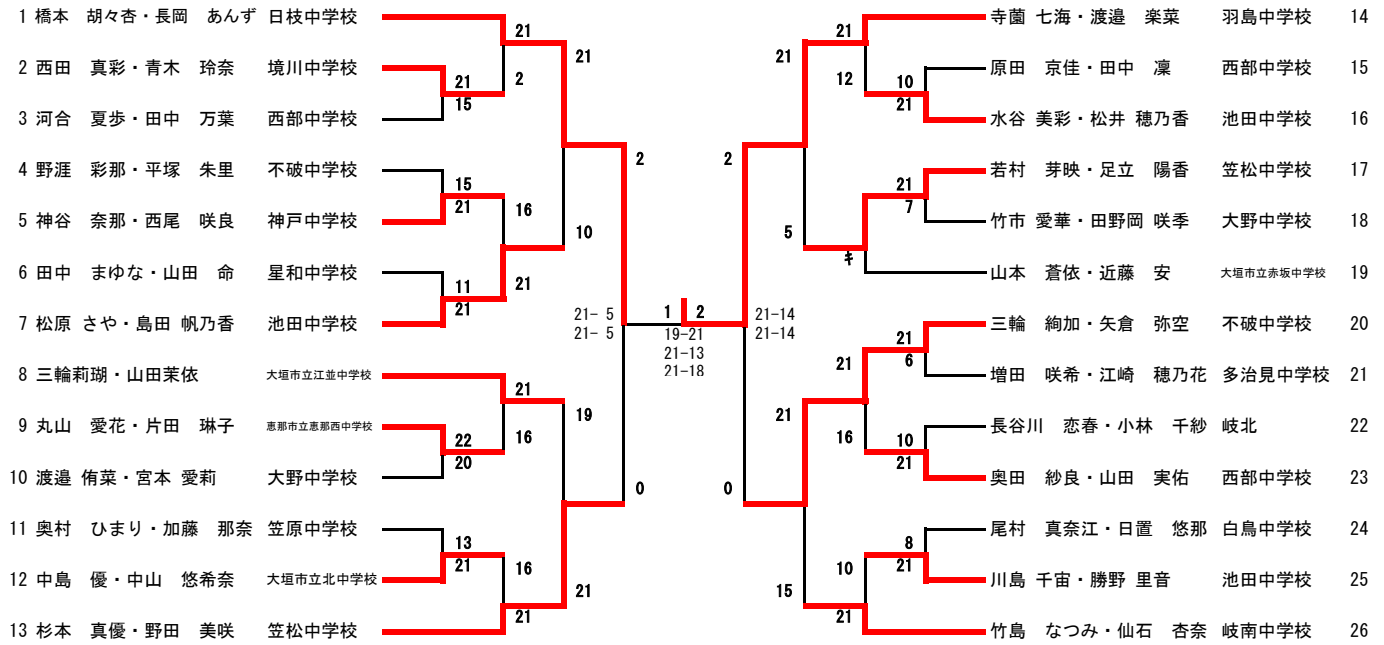 1 橋本　胡々杏・長岡　あんず 日枝中学校
21
2 西田　真彩・青木　玲奈　境川中学校
21
15
2
21
3 河合　夏歩・田中　万葉　西部中学校
4 野涯　彩那・平塚　朱里　不破中学校
15
21
5 神谷　奈那・西尾　咲良　神戸中学校
16
10
6 田中　まゆな・山田　命　星和中学校
11
21
21
7 松原 さや・島田 帆乃香　池田中学校
8 三輪莉瑚・山田茉依　大垣市立江並中学校
21
9 丸山　愛花・片田　琳子　恵那市立恵那西中学校
22
20
16
19
10 渡邉 侑菜・宮本 愛莉　大野中学校
11 奥村　ひまり・加藤　那奈 笠原中学校
13
21
12 中島　優・中山　悠希奈　大垣市立北中学校
16
21
21
13 杉本　真優・野田　美咲　笠松中学校
2
0
21- 5
21- 5
1 2
19-21
21-13
21-18
21-14
21-14
2
0
寺薗 七海・渡邉　楽菜　羽島中学校 14
21
原田　京佳・田中　凜　西部中学校 15
10
21
12
21
水谷 美彩・松井 穂乃香　池田中学校 16
若村　芽映・足立　陽香　笠松中学校 17
21
7
竹市 愛華・田野岡 咲季　大野中学校 18
5
キ
山本　蒼依・近藤　安　大垣市立赤坂中学校 19
三輪　絢加・矢倉　弥空　不破中学校 20
21
6
21
増田　咲希・江崎　穂乃花 多治見中学校 21
長谷川　恋春・小林　千紗 岐北 22
10
21
16
21
奥田　紗良・山田　実佑　西部中学校 23
尾村　真奈江・日置　悠那 白鳥中学校 24
8
21
10
15
川島 千宙・勝野 里音　池田中学校 25
21
竹島　なつみ・仙石　杏奈 岐南中学校 26